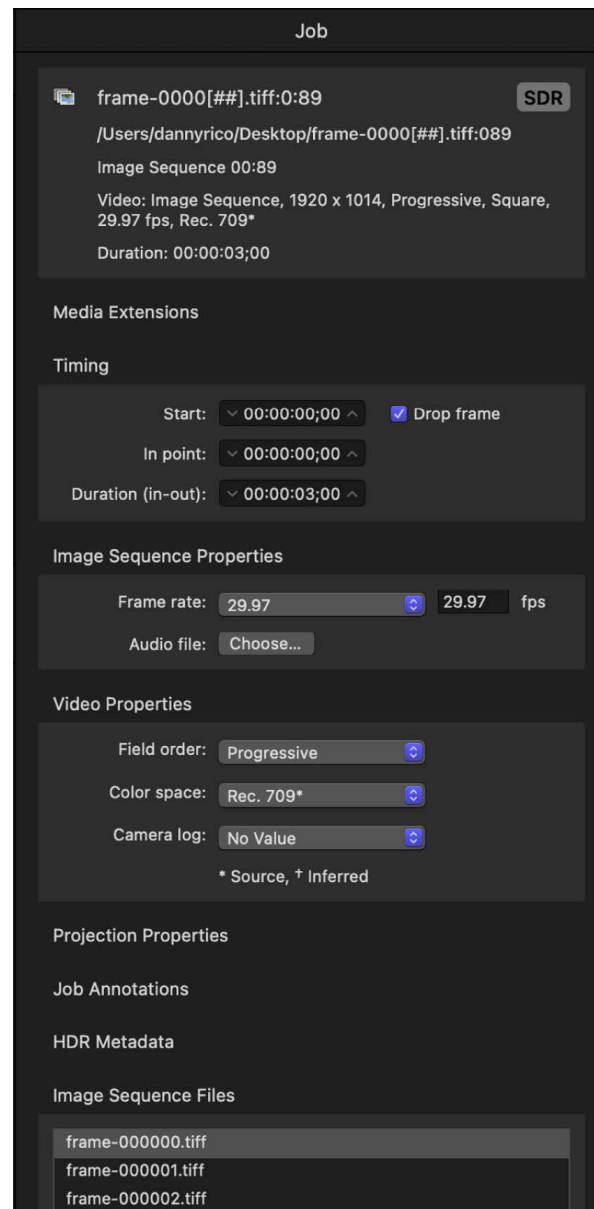 Job
frame-0000[##].tiff:0:89 SDR
/Users/dannyrico/Desktop/frame-0000[##].tiff:089
Image Sequence 00:89
Video: Image Sequence, 1920 x 1014, Progressive, Square,
29.97 fps, Rec. 709*
Duration: 00:00:03;00
Media Extensions
Timing
Start: 00:00:00;00 Drop frame
In point: 00:00:00;00
Duration (in-out): 00:00:03;00
Image Sequence Properties
Frame rate: 29.97 29.97 fps
Audio file: Choose...
Video Properties
Field order: Progressive
Color space: Rec. 709*
Camera log: No Value
* Source, † Inferred
Projection Properties
Job Annotations
HDR Metadata
Image Sequence Files
frame-000000.tiff
frame-000001.tiff
frame-000002.tiff